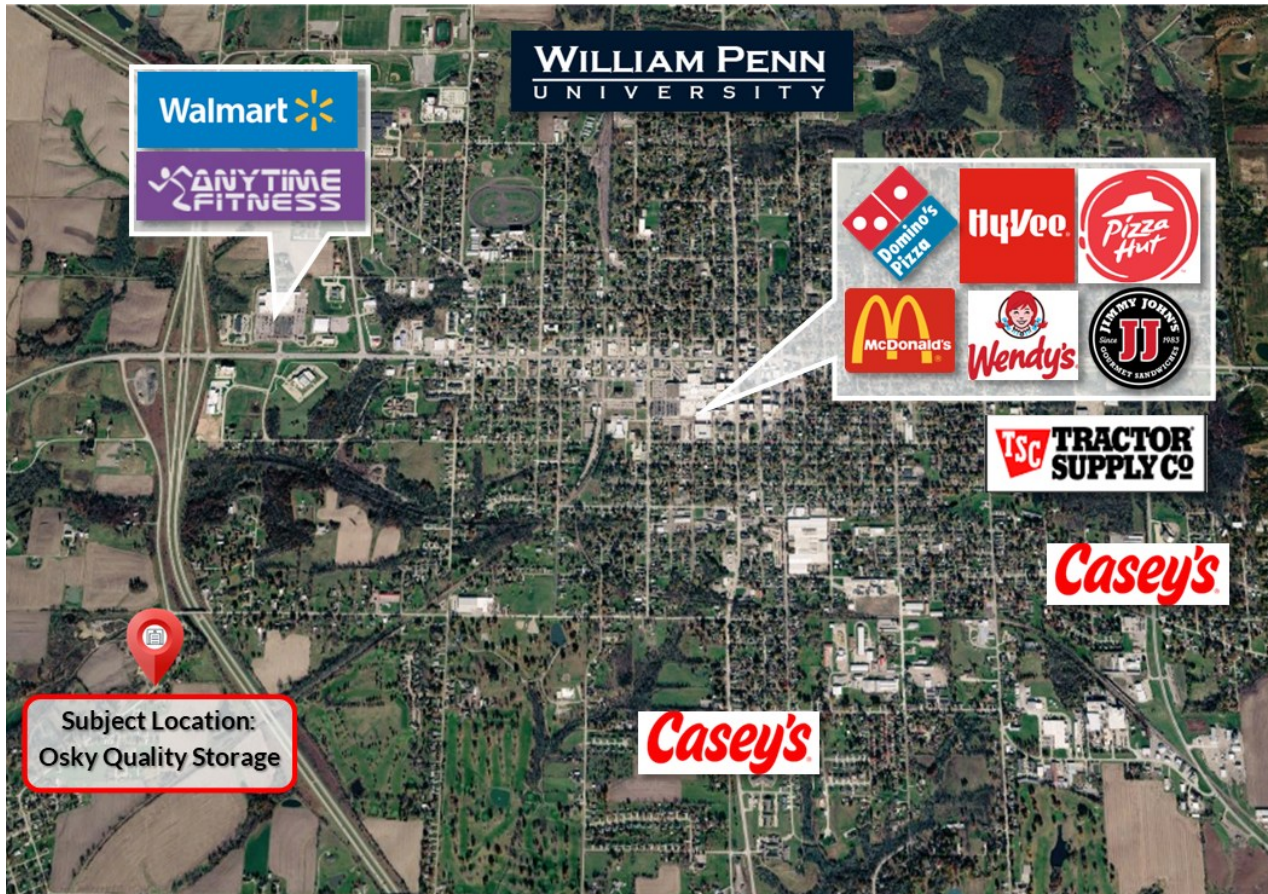 WILLIAM PENN
UNIVERSITY
Walmart
ANYTIME
FITNESS
Domino's
Pizza
HyVee
Pizza
Hut
McDonald's
Wendy's
JIMMY JOHN'S
Since 1983
JJ
GOURMET SANDWICHES
TSC TRACTOR
SUPPLY CO
Casey's
Casey's
Subject Location:
Osky Quality Storage